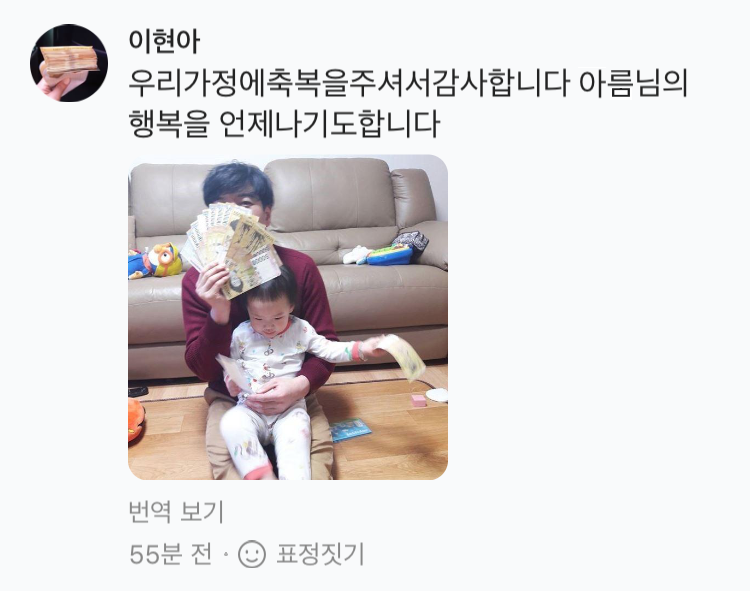 이현아
우리가정에축복을주셔서감사합니다 아름님의
행복을 언제나기도합니다
번역 보기
55분 전 · 표정짓기